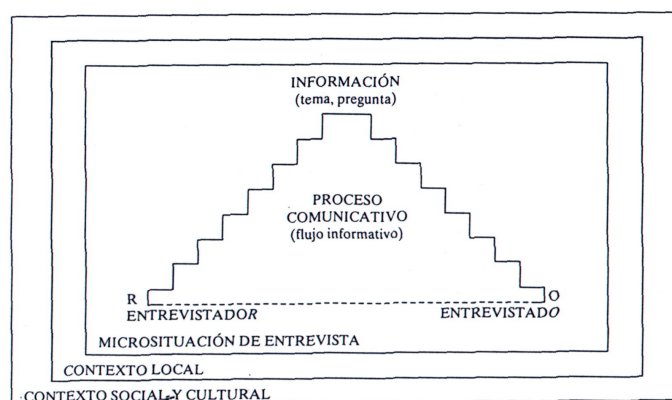 INFORMACIÓN
(tema, pregunta)
PROCESO
COMUNICATIVO
(flujo informativo)
R
O
ENTREVISTADOR
ENTREVISTADO
MICROSITUACIÓN DE ENTREVISTA
CONTEXTO LOCAL
CONTEXTO SOCIAL Y CULTURAL